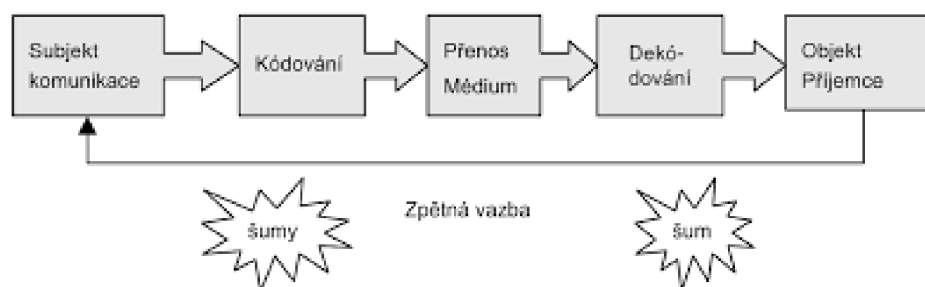 Subjekt
komunikace
Kódování
Přenos
Médium
Dekó-
dování
Objekt
Příjemce
Zpětná vazba
šumy
šum